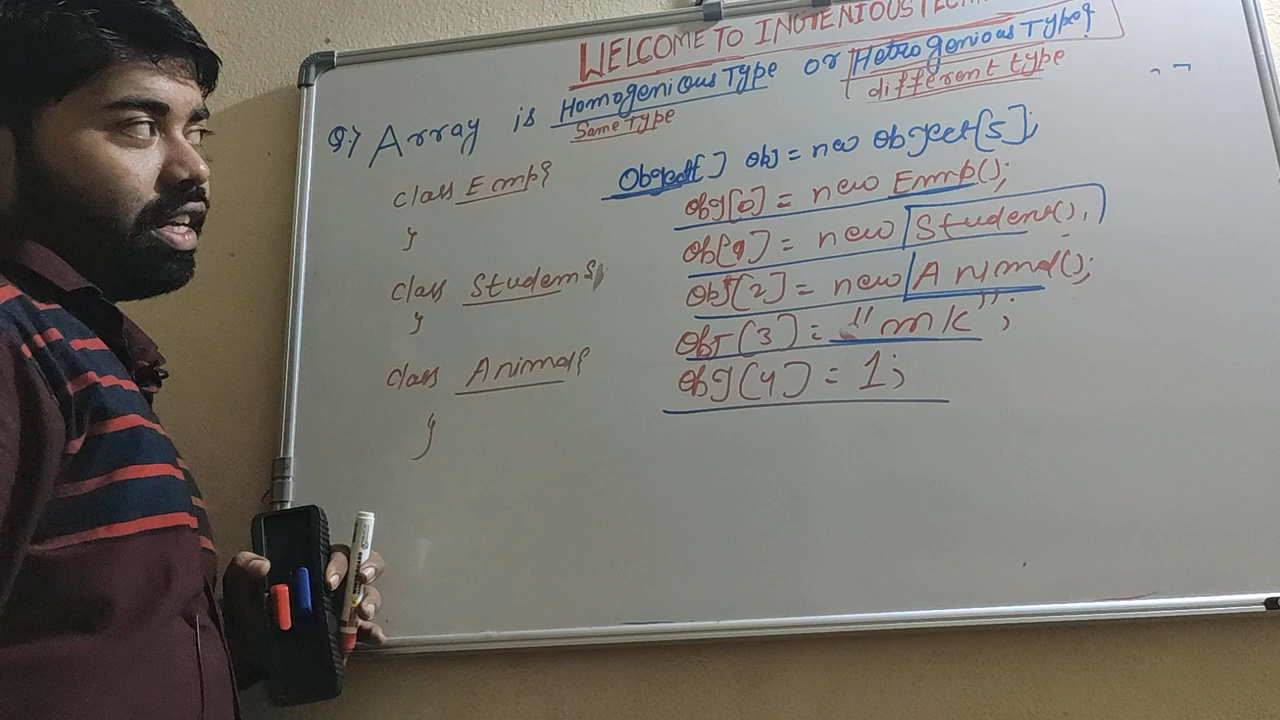 WELCOME TO INGTENIOUS TECH
Q:) Array is Homogenious Type or Hetrogenious Type?
Same Type
different type
class Emp{
}
class Student{
}
class Animal{
}
Object[] obj = new Object[5];
obj[0] = new Emp();
obj[1] = new Student();
obj[2] = new Animal();
obj[3] = "mk";
obj[4] = 1;